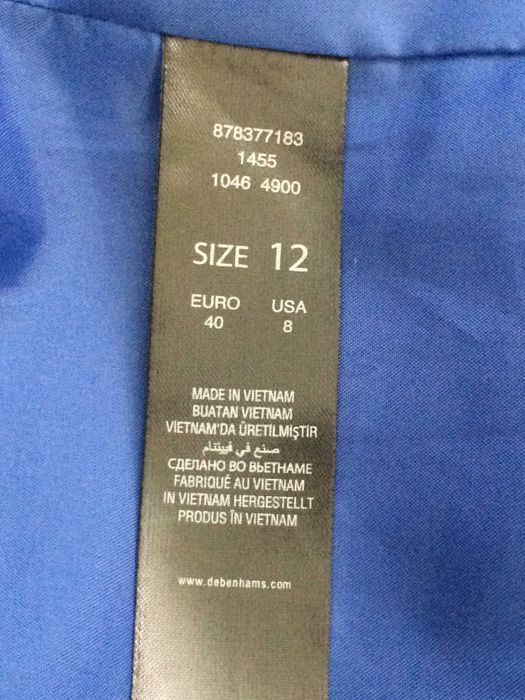 878377183
1455
1046 4900
SIZE 12
EURO USA
40 8
MADE IN VIETNAM
BUATAN VIETNAM
VIETNAM'DA ÜRETILMIŞTIR
صنع في فييتنام
СДЕЛАНО ВО ВЬЕТНАМЕ
FABRIQUÉ AU VIETNAM
IN VIETNAM HERGESTELLT
PRODUS ÎN VIETNAM
www.debenhams.com